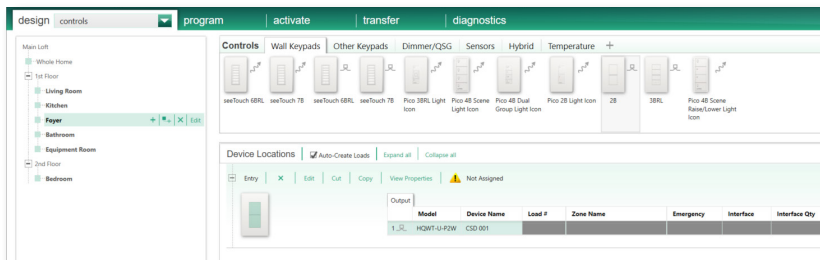 design controls program activate transfer diagnostics
Main Loft
Whole Home
1st Floor
Living Room
Kitchen
Foyer + X Edit
Bathroom
Equipment Room
2nd Floor
Bedroom
Controls Wall Keypads Other Keypads Dimmer/QSG Sensors Hybrid Temperature +
seeTouch 6BRL seeTouch 7B seeTouch 6BRL seeTouch 7B Pico 3BRL Light Icon Pico 4B Scene Light Icon Pico 4B Dual Group Light Icon Pico 2B Light Icon 2B 3BRL Pico 4B Scene Raise/Lower Light Icon
Device Locations Auto-Create Loads Expand all Collapse all
Entry X Edit Cut Copy View Properties Not Assigned
Output
Model Device Name Load # Zone Name Emergency Interface Interface Qty
1 HQWT-U-P2W CSD 001